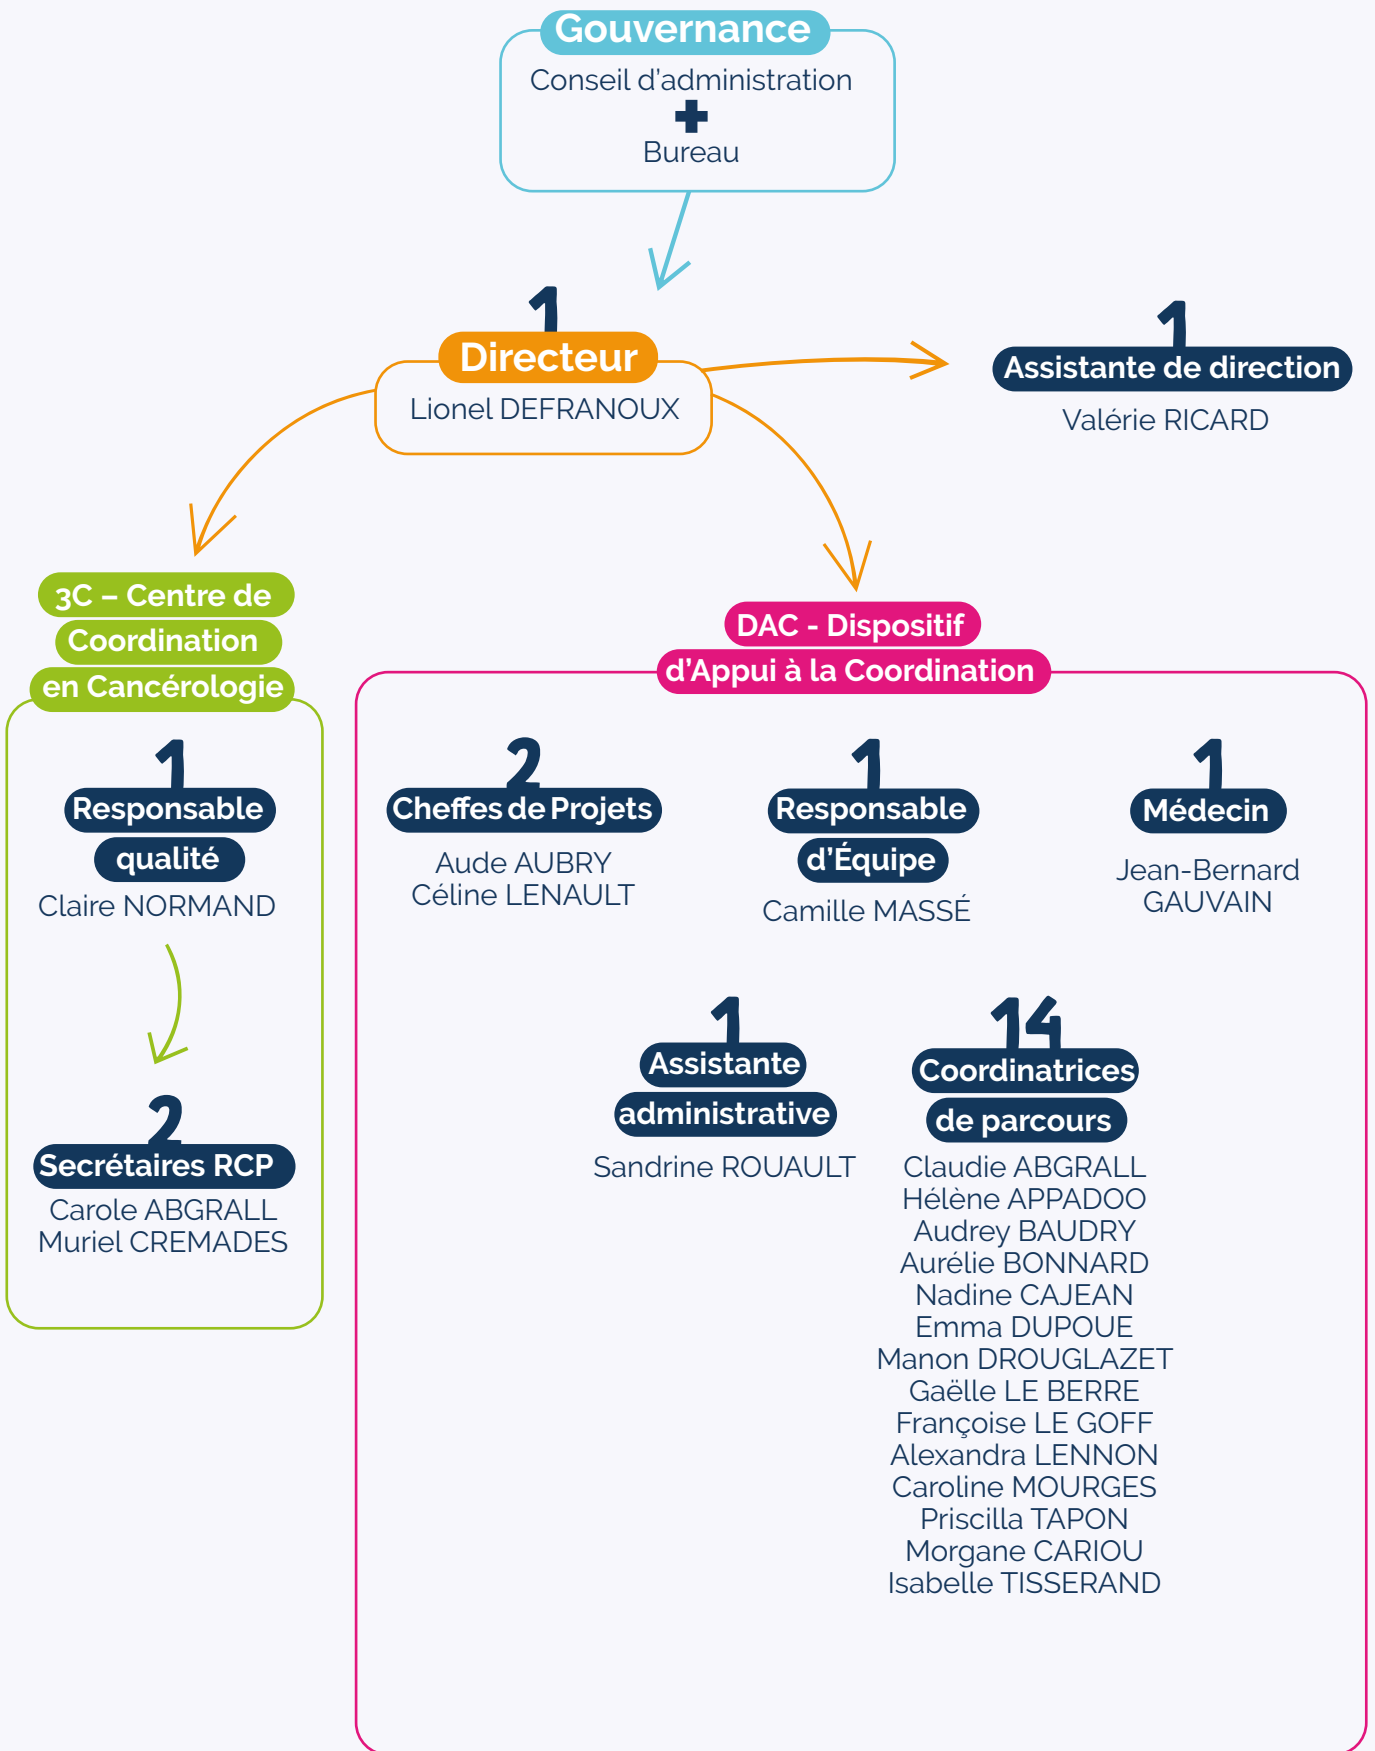 Gouvernance
Conseil d'administration
+
Bureau
1
Directeur
Lionel DEFRANOUX
1
Assistante de direction
Valérie RICARD
3C – Centre de
Coordination
en Cancérologie
1
Responsable
qualité
Claire NORMAND
2
Secrétaires RCP
Carole ABGRALL
Muriel CREMADES
DAC - Dispositif
d'Appui à la Coordination
2
Cheffes de Projets
Aude AUBRY
Céline LENAULT
1
Responsable
d'Équipe
Camille MASSÉ
1
Médecin
Jean-Bernard
GAUVAIN
1
Assistante
administrative
Sandrine ROUAULT
14
Coordinatrices
de parcours
Claudie ABGRALL
Hélène APPADOO
Audrey BAUDRY
Aurélie BONNARD
Nadine CAJEAN
Emma DUPOUE
Manon DROUGLAZET
Gaëlle LE BERRE
Françoise LE GOFF
Alexandra LENNON
Caroline MOURGES
Priscilla TAPON
Morgane CARIOU
Isabelle TISSERAND